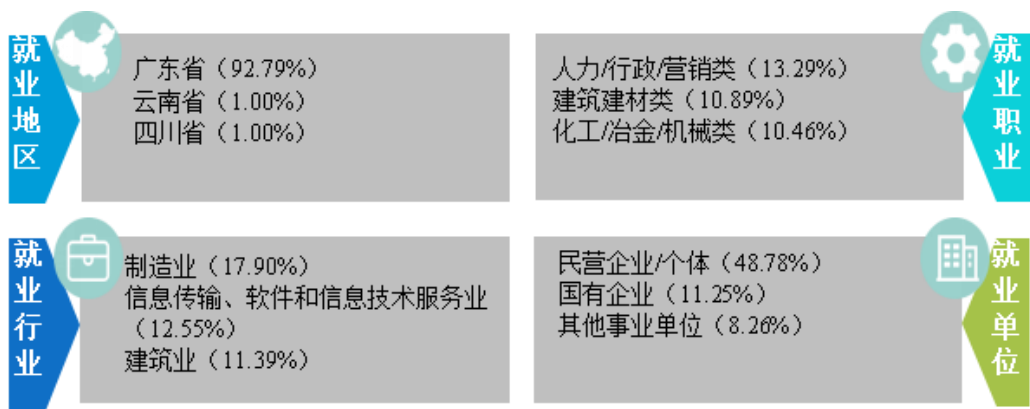 就业地区
广东省（92.79%）
云南省（1.00%）
四川省（1.00%）
就业职业
人力/行政/营销类（13.29%）
建筑建材类（10.89%）
化工/冶金/机械类（10.46%）
就业行业
制造业（17.90%）
信息传输、软件和信息技术服务业
（12.55%）
建筑业（11.39%）
就业单位
民营企业/个体（48.78%）
国有企业（11.25%）
其他事业单位（8.26%）